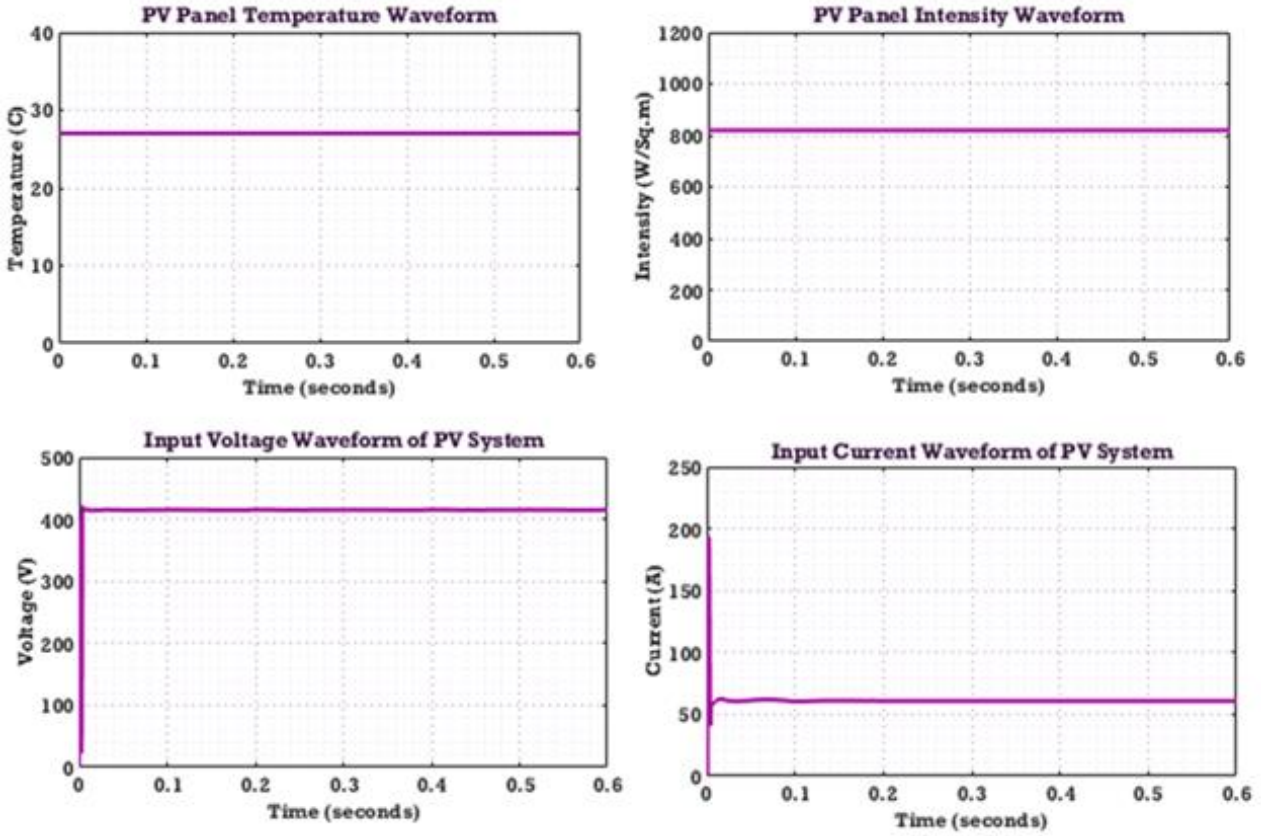 PV Panel Temperature Waveform
40
30
20
10
0
Temperature (C)
0 0.1 0.2 0.3 0.4 0.5 0.6
Time (seconds)
PV Panel Intensity Waveform
1200
1000
800
600
400
200
0
Intensity (W/Sq.m)
0 0.1 0.2 0.3 0.4 0.5 0.6
Time (seconds)
Input Voltage Waveform of PV System
500
400
300
200
100
0
Voltage (V)
0 0.1 0.2 0.3 0.4 0.5 0.6
Time (seconds)
Input Current Waveform of PV System
250
200
150
100
50
0
Current (A)
0 0.1 0.2 0.3 0.4 0.5 0.6
Time (seconds)